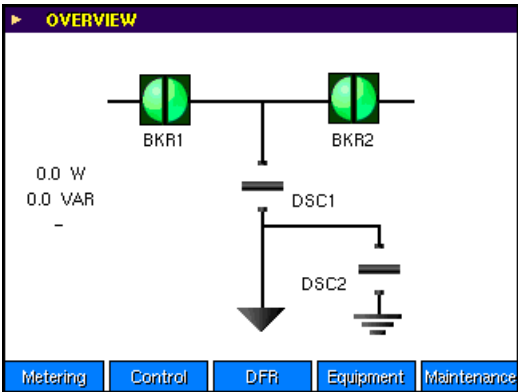 OVERVIEW
BKR1
BKR2
0.0 W
0.0 VAR
–
DSC1
DSC2
Metering
Control
DFR
Equipment
Maintenance